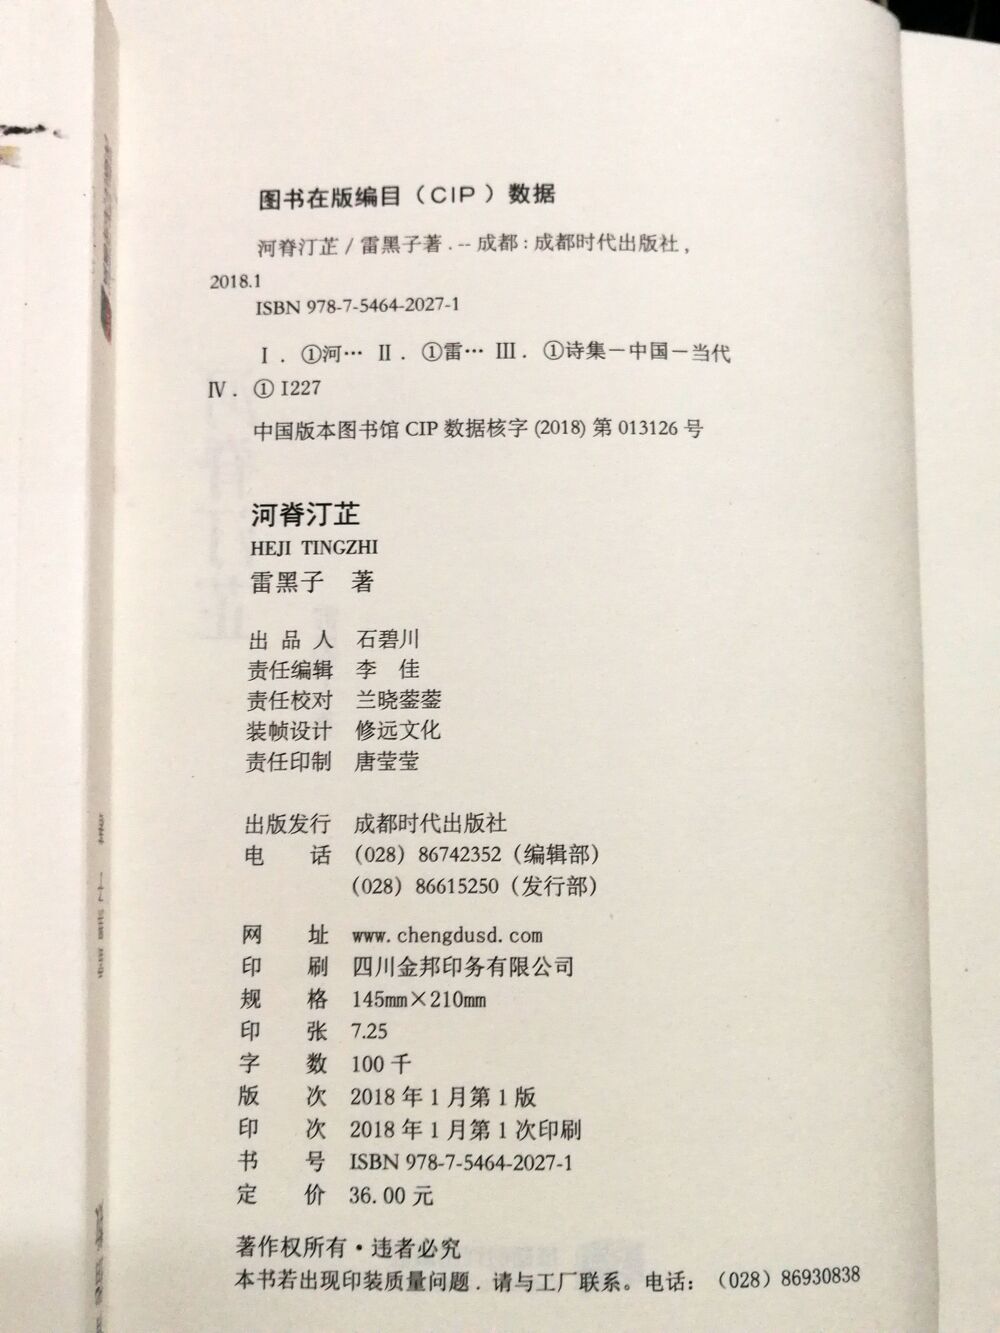 图书在版编目（CIP）数据
河脊汀芷 / 雷黑子著 . -- 成都 : 成都时代出版社 ,
2018.1
ISBN 978-7-5464-2027-1
Ⅰ . ①河… Ⅱ . ①雷… Ⅲ . ①诗集－中国－当代
Ⅳ . ① I227
中国版本图书馆 CIP 数据核字 (2018) 第 013126 号
河脊汀芷
HEJI TINGZHI
雷黑子 著
出 品 人 石碧川
责任编辑 李 佳
责任校对 兰晓蓥蓥
装帧设计 修远文化
责任印制 唐莹莹
出版发行 成都时代出版社
电 话 （028）86742352（编辑部）
（028）86615250（发行部）
网 址 www.chengdusd.com
印 刷 四川金邦印务有限公司
规 格 145mm×210mm
印 张 7.25
字 数 100 千
版 次 2018 年 1 月第 1 版
印 次 2018 年 1 月第 1 次印刷
书 号 ISBN 978-7-5464-2027-1
定 价 36.00 元
著作权所有·违者必究
本书若出现印装质量问题 . 请与工厂联系。电话：（028）86930838